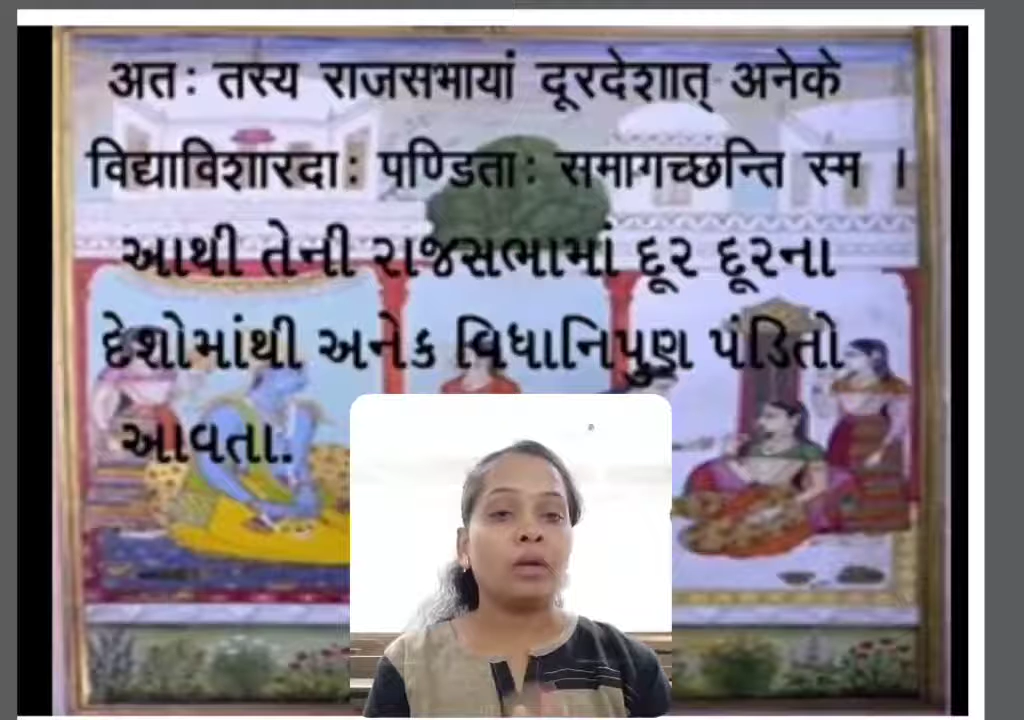 अतः तस्य राजसभायां दूरदेशात् अनेके
विद्याविशारदाः पण्डिताः समागच्छन्ति स्म ।
આથી તેની રાજસભામાં દૂર દૂરના
દેશોમાંથી અનેક વિધાનિપુણ પંડિતો
આવતા.